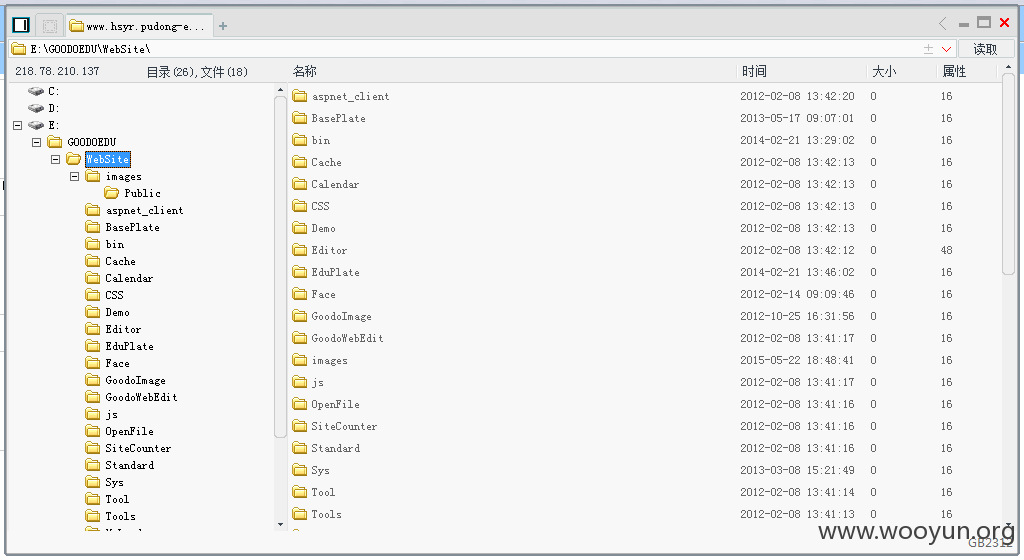 www.hsyr.pudong-e...
E:\GOODOEDU\WebSite\ 读取
218.78.210.137 目录(26),文件(18) 名称 时间 大小 属性
C:
D:
E:
GOODOEDU
WebSite
images
Public
aspnet_client
BasePlate
bin
Cache
Calendar
CSS
Demo
Editor
EduPlate
Face
GoodoImage
GoodoWebEdit
js
OpenFile
SiteCounter
Standard
Sys
Tool
Tools
aspnet_client 2012-02-08 13:42:20 0 16
BasePlate 2013-05-17 09:07:01 0 16
bin 2014-02-21 13:29:02 0 16
Cache 2012-02-08 13:42:13 0 16
Calendar 2012-02-08 13:42:13 0 16
CSS 2012-02-08 13:42:13 0 16
Demo 2012-02-08 13:42:13 0 16
Editor 2012-02-08 13:42:12 0 48
EduPlate 2014-02-21 13:46:02 0 16
Face 2012-02-14 09:09:46 0 16
GoodoImage 2012-10-25 16:31:56 0 16
GoodoWebEdit 2012-02-08 13:41:17 0 16
images 2015-05-22 18:48:41 0 16
js 2012-02-08 13:41:17 0 16
OpenFile 2012-02-08 13:41:16 0 16
SiteCounter 2012-02-08 13:41:16 0 16
Standard 2012-02-08 13:41:16 0 16
Sys 2013-03-08 15:21:49 0 16
Tool 2012-02-08 13:41:14 0 16
Tools 2012-02-08 13:41:13 0 16
www.wooyun.org
GB2312